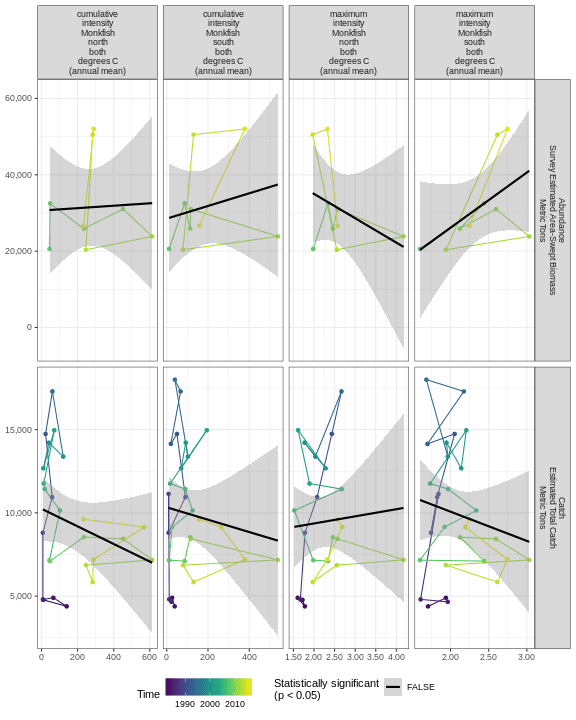 cumulative
intensity
Monkfish
north
both
degrees C
(annual mean)
cumulative
intensity
Monkfish
south
both
degrees C
(annual mean)
maximum
intensity
Monkfish
north
both
degrees C
(annual mean)
maximum
intensity
Monkfish
south
both
degrees C
(annual mean)
60,000
40,000
20,000
0
Abundance
Survey Estimated Area-Swept Biomass
Metric Tons
15,000
10,000
5,000
Catch
Estimated Total Catch
Metric Tons
0 200 400 600
0 200 400
1.50 2.00 2.50 3.00 3.50 4.00
2.00 2.50 3.00
Time
1990 2000 2010
Statistically significant
(p < 0.05)
FALSE